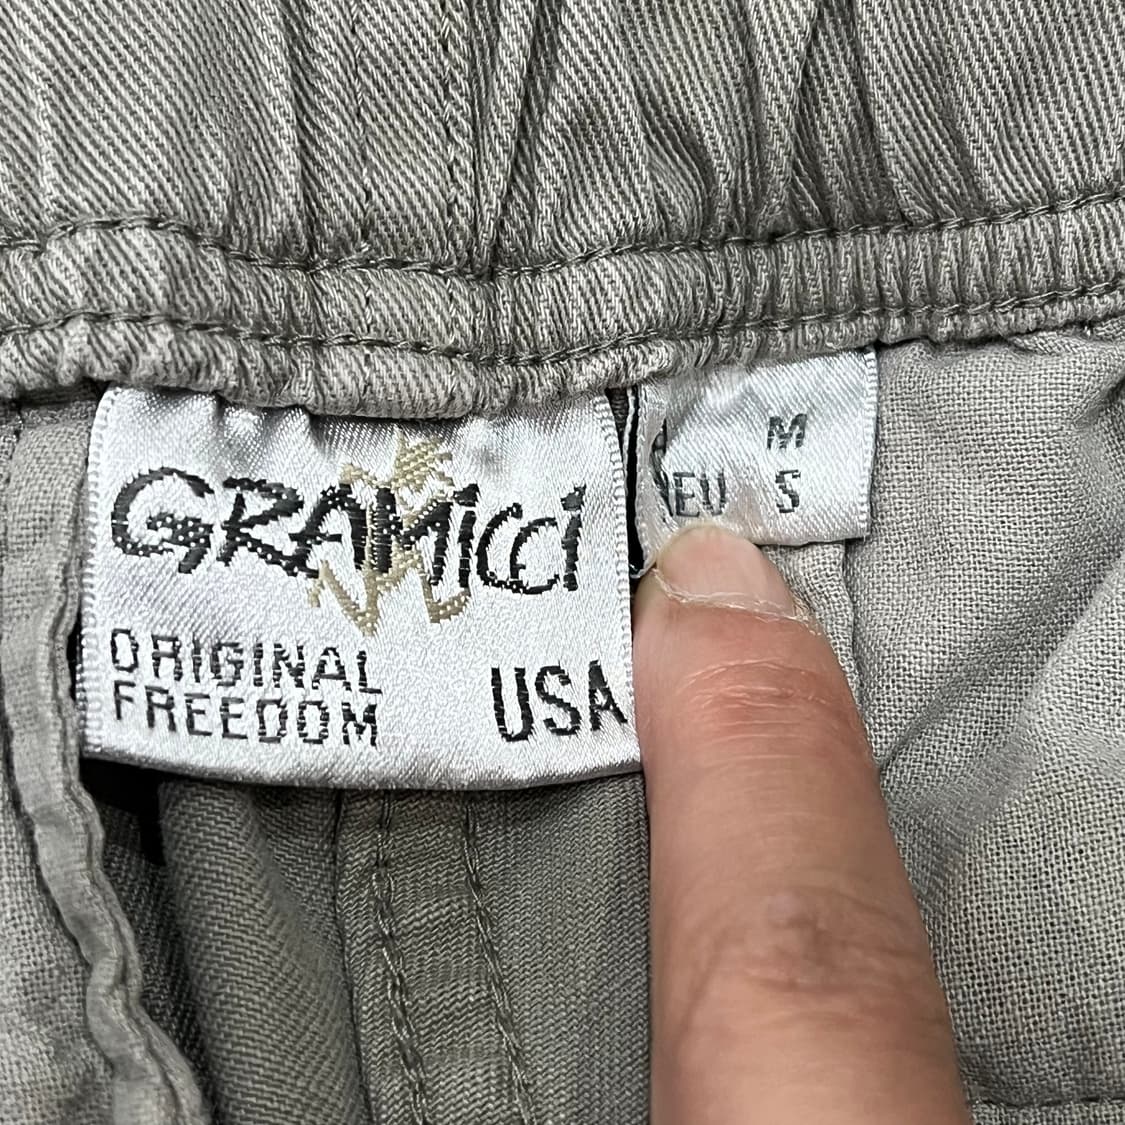 GRAMiCCi
ORIGINAL
FREEDOM
USA
M
EU S